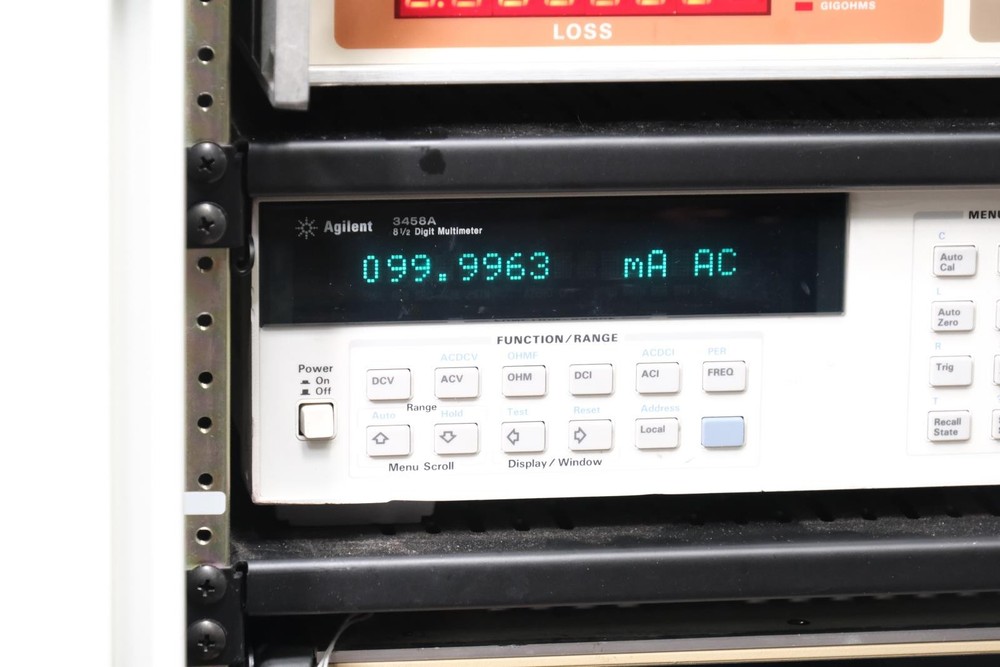 GIGOHMS
LOSS
Agilent
3458A
8½ Digit Multimeter
099.9963 mA AC
FUNCTION/RANGE
Power
On
Off
ACDCV OHMF ACDCI PER
DCV ACV OHM DCI ACI FREQ
Range
Auto Hold Test Reset Address
Local
Menu Scroll
Display/Window
MENU
C
Auto
Cal
L
Auto
Zero
R
Trig
T
Recall
State